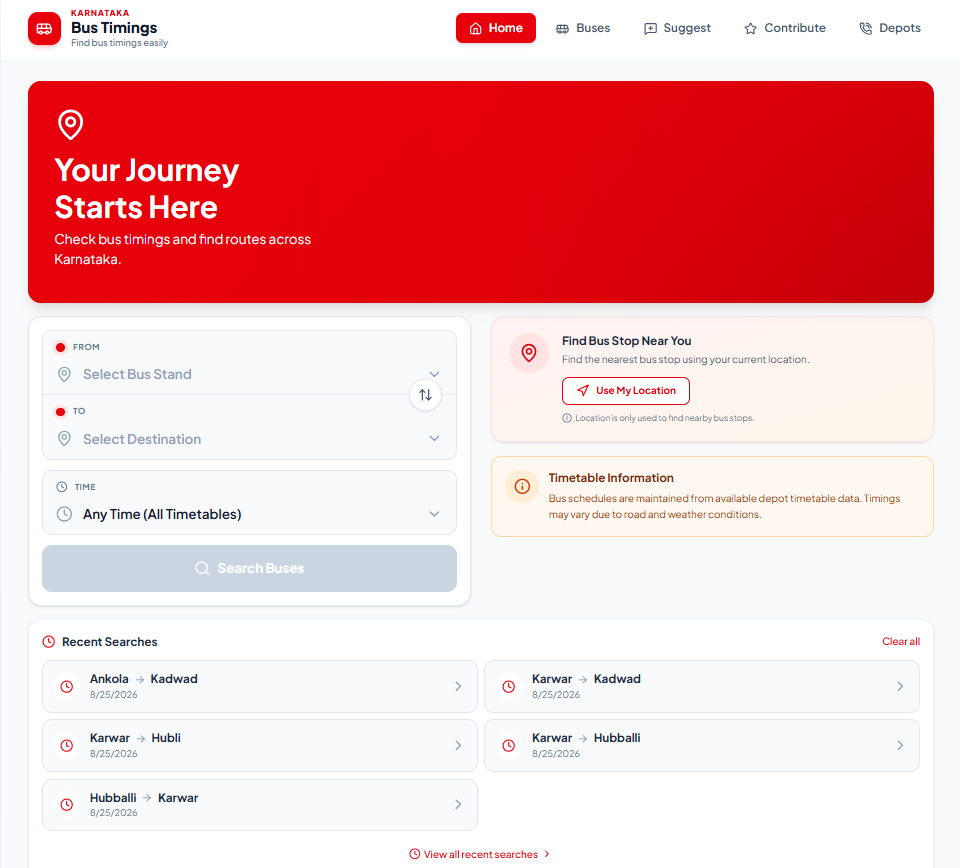 KARNATAKA
Bus Timings
Find bus timings easily
Home
Buses
Suggest
Contribute
Depots
Your Journey
Starts Here
Check bus timings and find routes across
Karnataka.
FROM
Select Bus Stand
TO
Select Destination
TIME
Any Time (All Timetables)
Search Buses
Find Bus Stop Near You
Find the nearest bus stop using your current location.
Use My Location
Location is only used to find nearby bus stops.
Timetable Information
Bus schedules are maintained from available depot timetable data. Timings
may vary due to road and weather conditions.
Recent Searches
Clear all
Ankola → Kadwad
8/25/2026
Karwar → Kadwad
8/25/2026
Karwar → Hubli
8/25/2026
Karwar → Hubballi
8/25/2026
Hubballi → Karwar
8/25/2026
View all recent searches